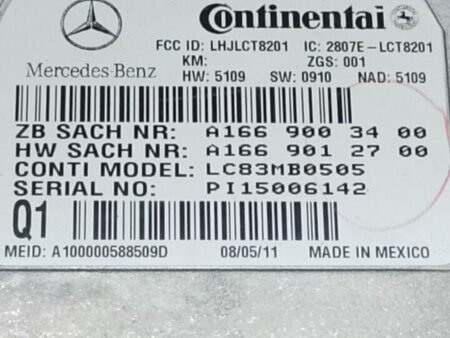 Continental
FCC ID: LHJLCT8201 IC: 2807E-LCT8201
KM: ZGS: 001
Mercedes-Benz HW: 5109 SW: 0910 NAD: 5109
ZB SACH NR: A166 900 34 00
HW SACH NR: A166 901 27 00
CONTI MODEL: LC83MB0505
SERIAL NO: PI15006142
Q1
MEID: A100000588509D 08/05/11 MADE IN MEXICO